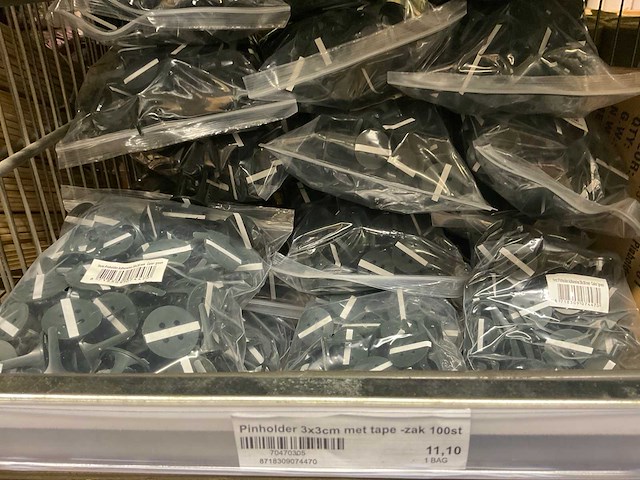 Pinholder 3x3cm met tape -zak 100st
70470305
11,10
8718309074470
1 BAG